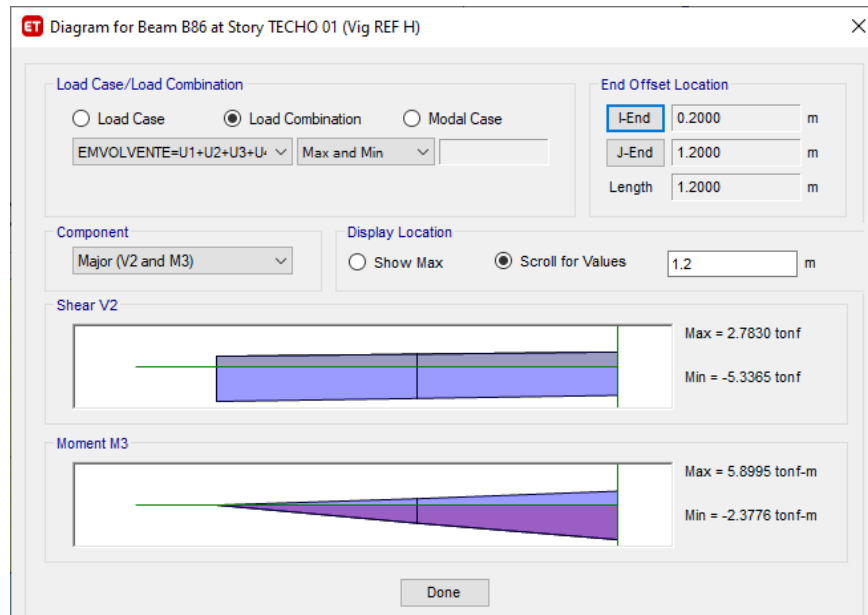 ET Diagram for Beam B86 at Story TECHO 01 (Vig REF H)
Load Case/Load Combination
Load Case Load Combination Modal Case
EMVOLVENTE=U1+U2+U3+U4 Max and Min
End Offset Location
I-End 0.2000 m
J-End 1.2000 m
Length 1.2000 m
Component
Major (V2 and M3)
Display Location
Show Max Scroll for Values 1.2 m
Shear V2
Max = 2.7830 tonf
Min = -5.3365 tonf
Moment M3
Max = 5.8995 tonf-m
Min = -2.3776 tonf-m
Done